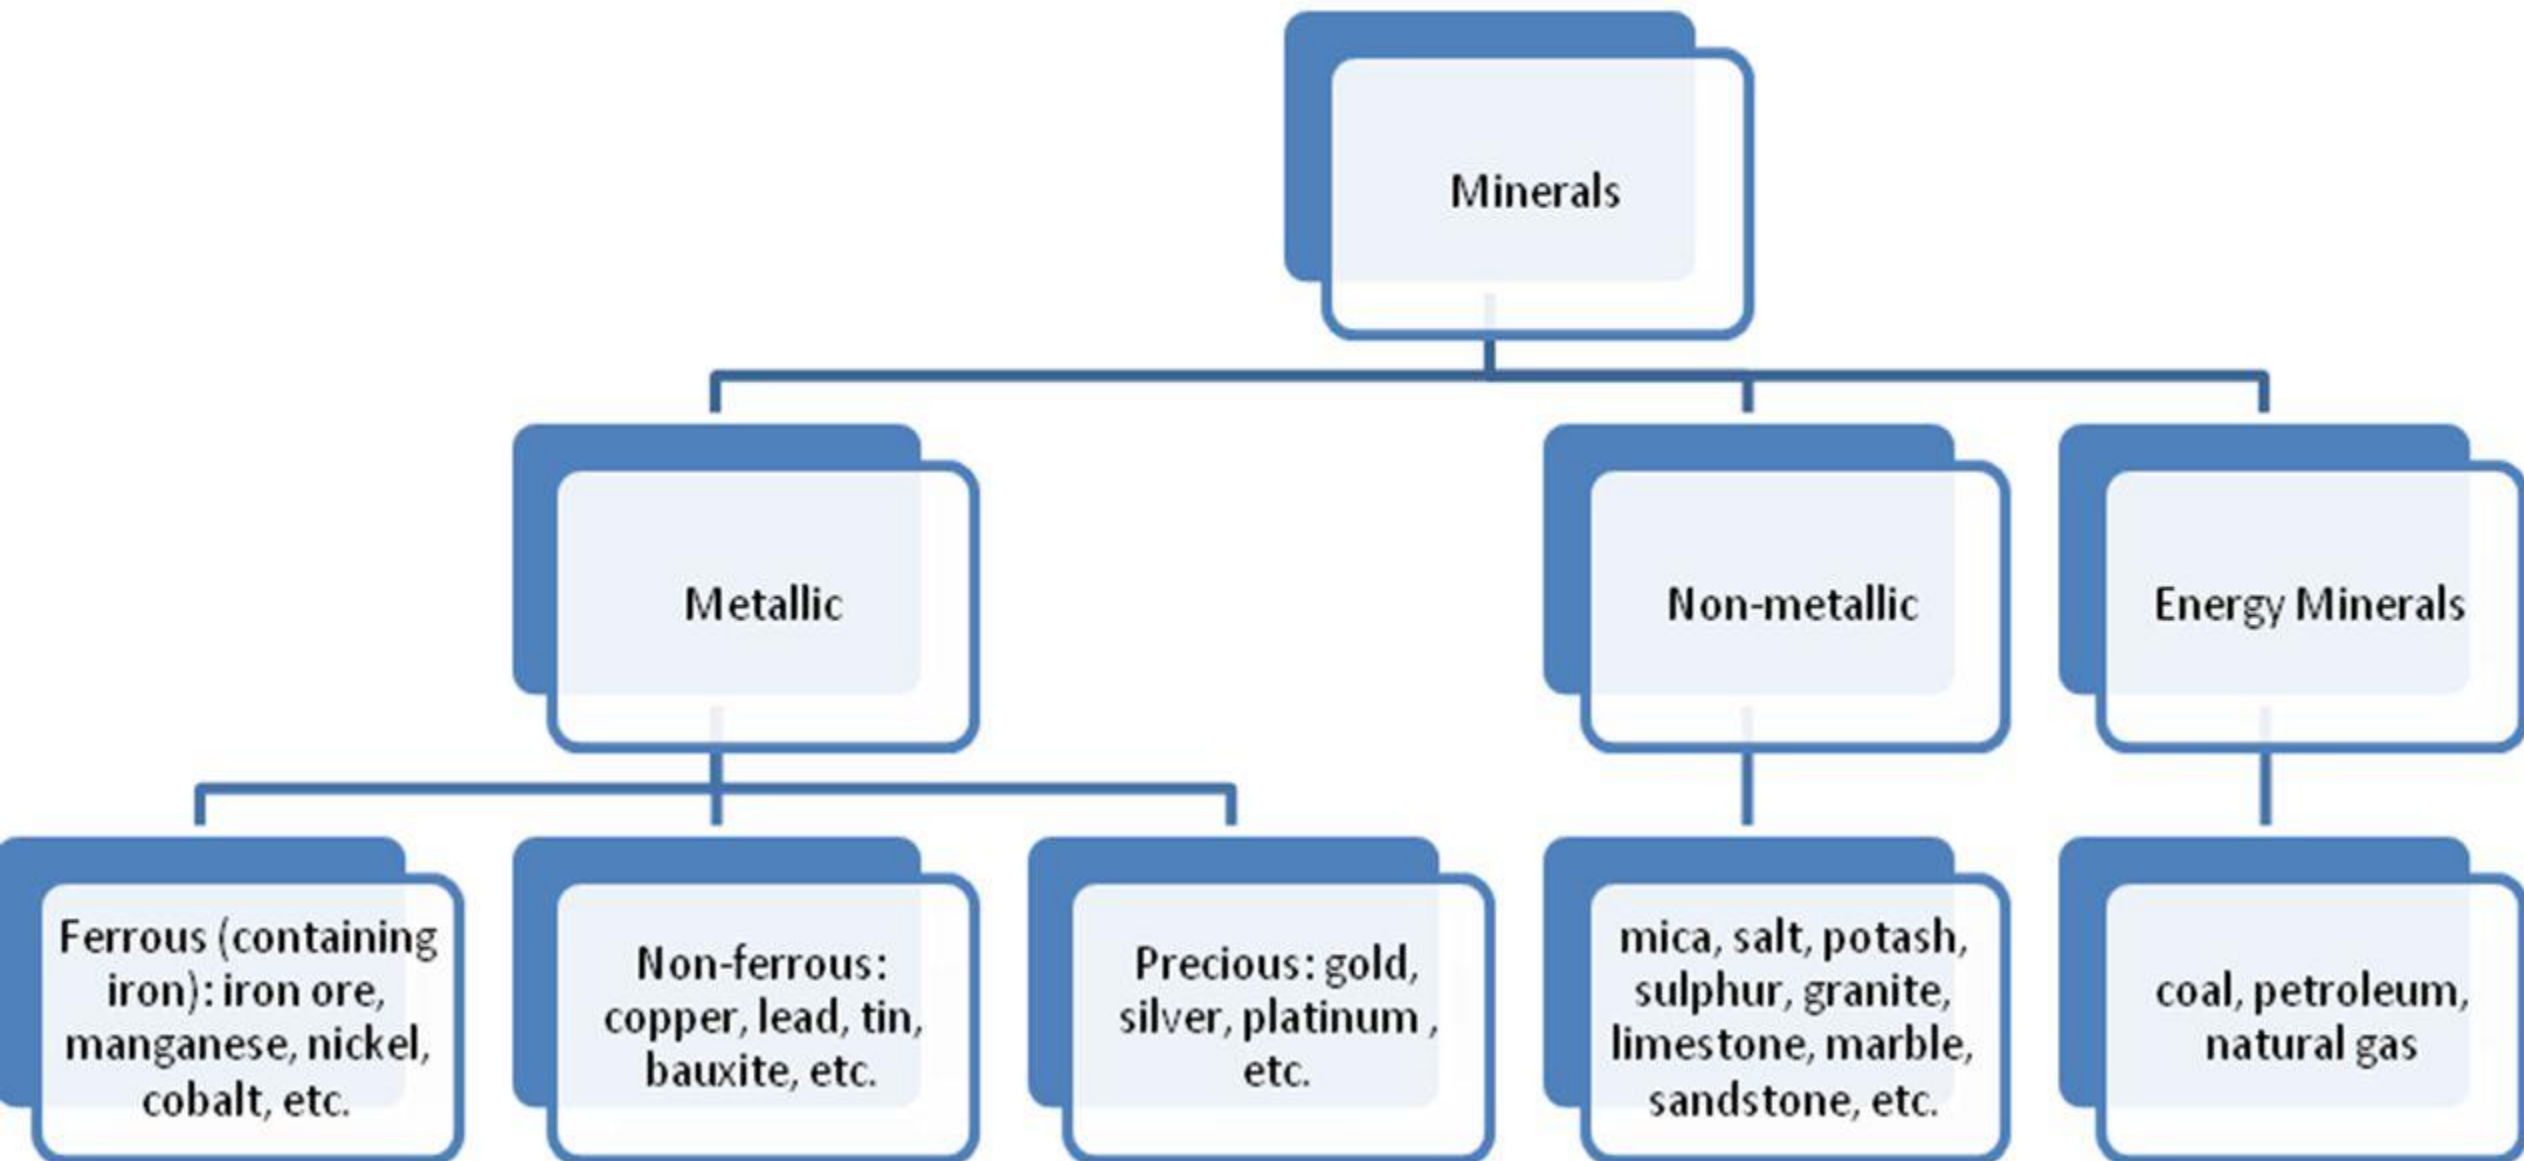 Minerals
Metallic
Non-metallic
Energy Minerals
Ferrous (containing
iron): iron ore,
manganese, nickel,
cobalt, etc.
Non-ferrous:
copper, lead, tin,
bauxite, etc.
Precious: gold,
silver, platinum ,
etc.
mica, salt, potash,
sulphur, granite,
limestone, marble,
sandstone, etc.
coal, petroleum,
natural gas